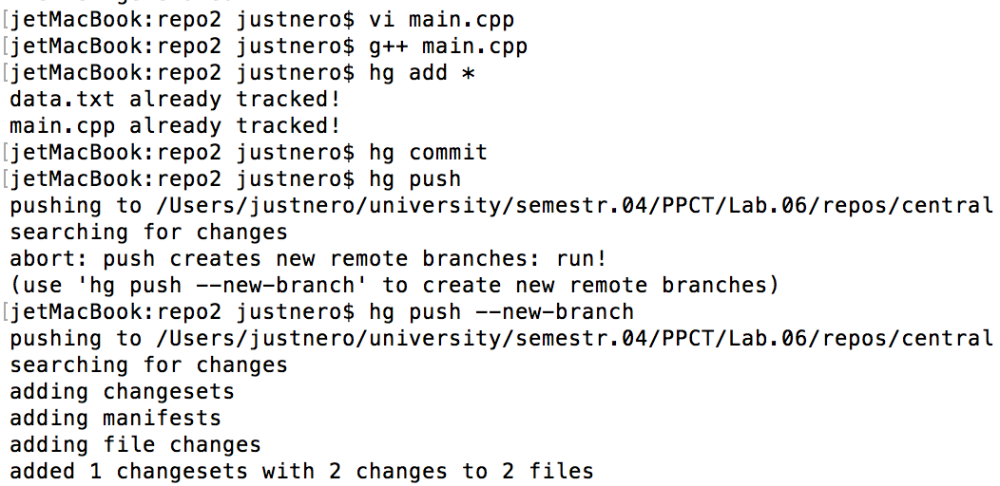 [jetMacBook:repo2 justnero$ vi main.cpp
[jetMacBook:repo2 justnero$ g++ main.cpp
[jetMacBook:repo2 justnero$ hg add *
data.txt already tracked!
main.cpp already tracked!
[jetMacBook:repo2 justnero$ hg commit
[jetMacBook:repo2 justnero$ hg push
pushing to /Users/justnero/university/semestr.04/PPCT/Lab.06/repos/central
searching for changes
abort: push creates new remote branches: run!
(use 'hg push --new-branch' to create new remote branches)
[jetMacBook:repo2 justnero$ hg push --new-branch
pushing to /Users/justnero/university/semestr.04/PPCT/Lab.06/repos/central
searching for changes
adding changesets
adding manifests
adding file changes
added 1 changesets with 2 changes to 2 files